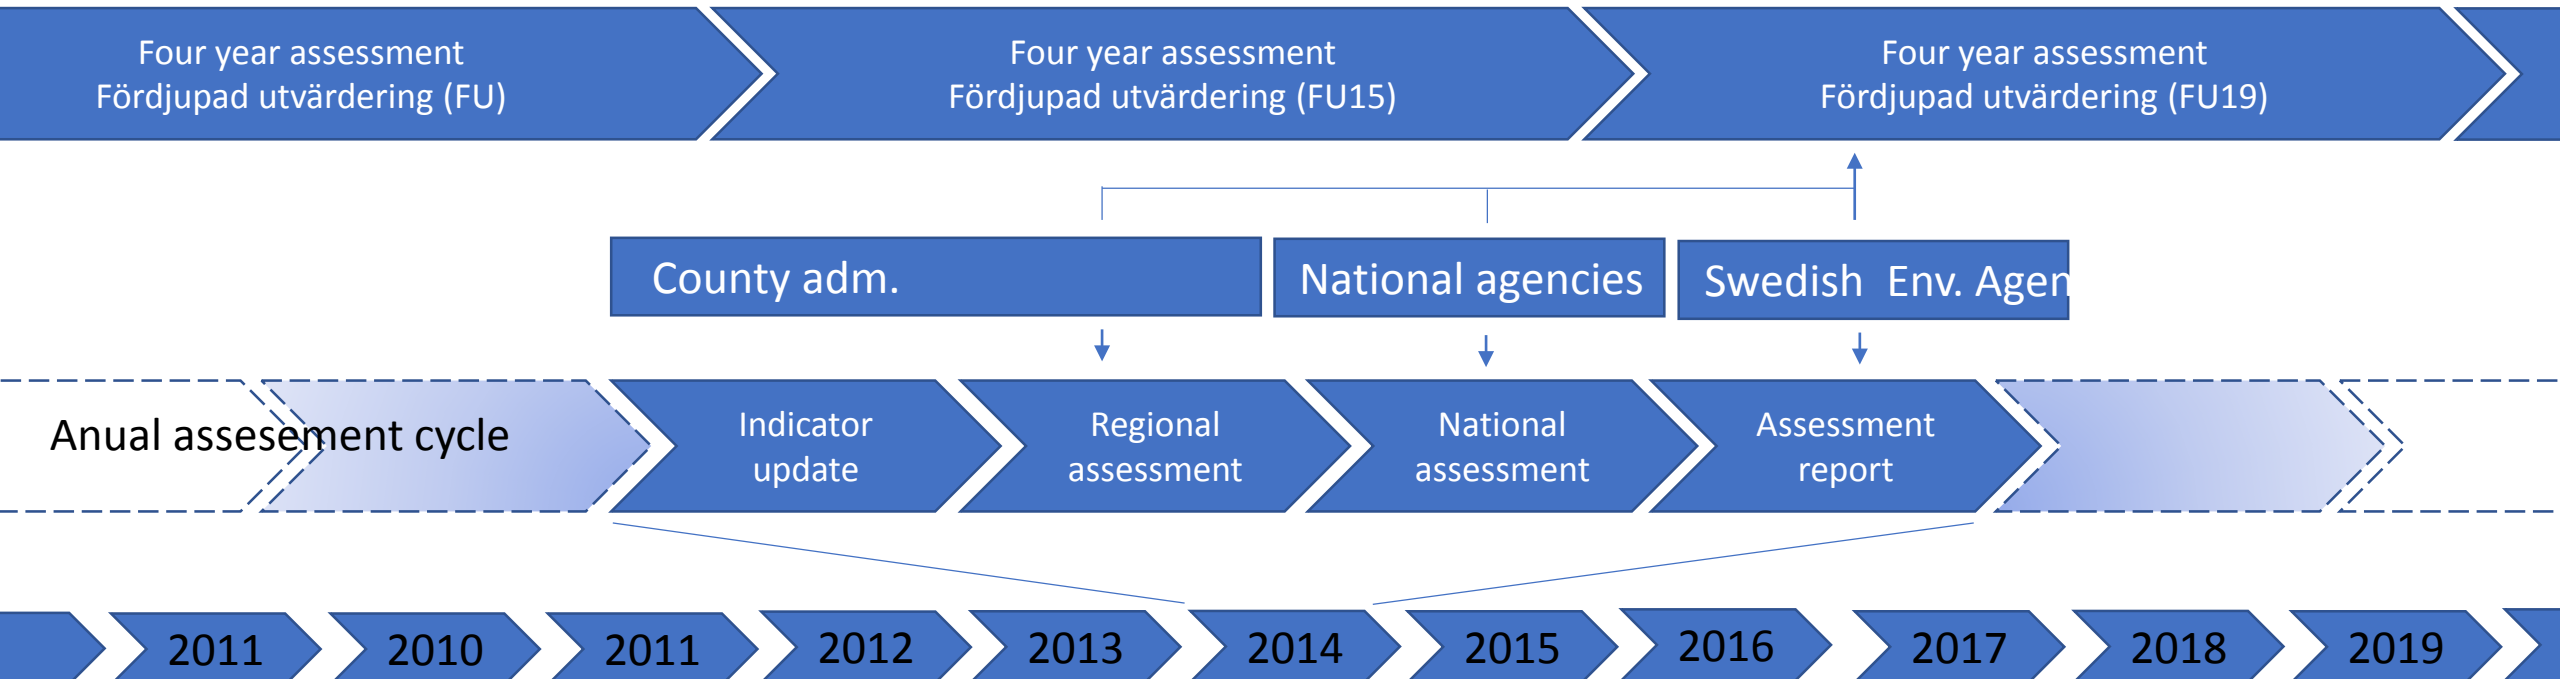 Four year assessment
Fördjupad utvärdering (FU)
Four year assessment
Fördjupad utvärdering (FU15)
Four year assessment
Fördjupad utvärdering (FU19)
County adm.
National agencies
Swedish Env. Agen
Anual assesement cycle
Indicator
update
Regional
assessment
National
assessment
Assessment
report
2011
2010
2011
2012
2013
2014
2015
2016
2017
2018
2019